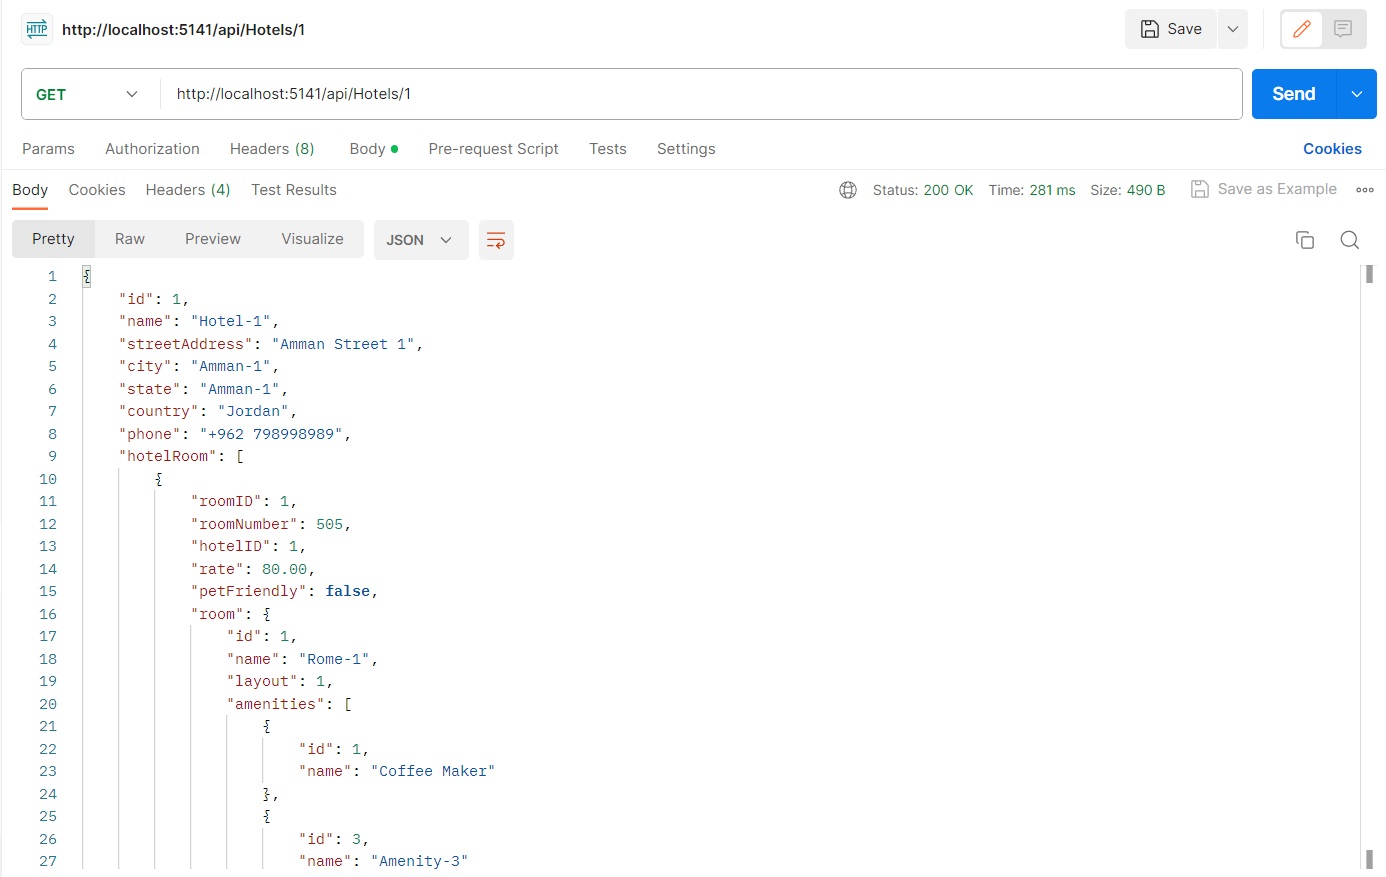 HTTP http://localhost:5141/api/Hotels/1 Save
GET http://localhost:5141/api/Hotels/1 Send
Params Authorization Headers (8) Body Pre-request Script Tests Settings Cookies
Body Cookies Headers (4) Test Results Status: 200 OK Time: 281 ms Size: 490 B Save as Example
Pretty Raw Preview Visualize JSON
1 {
2 "id": 1,
3 "name": "Hotel-1",
4 "streetAddress": "Amman Street 1",
5 "city": "Amman-1",
6 "state": "Amman-1",
7 "country": "Jordan",
8 "phone": "+962 798998989",
9 "hotelRoom": [
10 {
11 "roomID": 1,
12 "roomNumber": 505,
13 "hotelID": 1,
14 "rate": 80.00,
15 "petFriendly": false,
16 "room": {
17 "id": 1,
18 "name": "Rome-1",
19 "layout": 1,
20 "amenities": [
21 {
22 "id": 1,
23 "name": "Coffee Maker"
24 },
25 {
26 "id": 3,
27 "name": "Amenity-3"